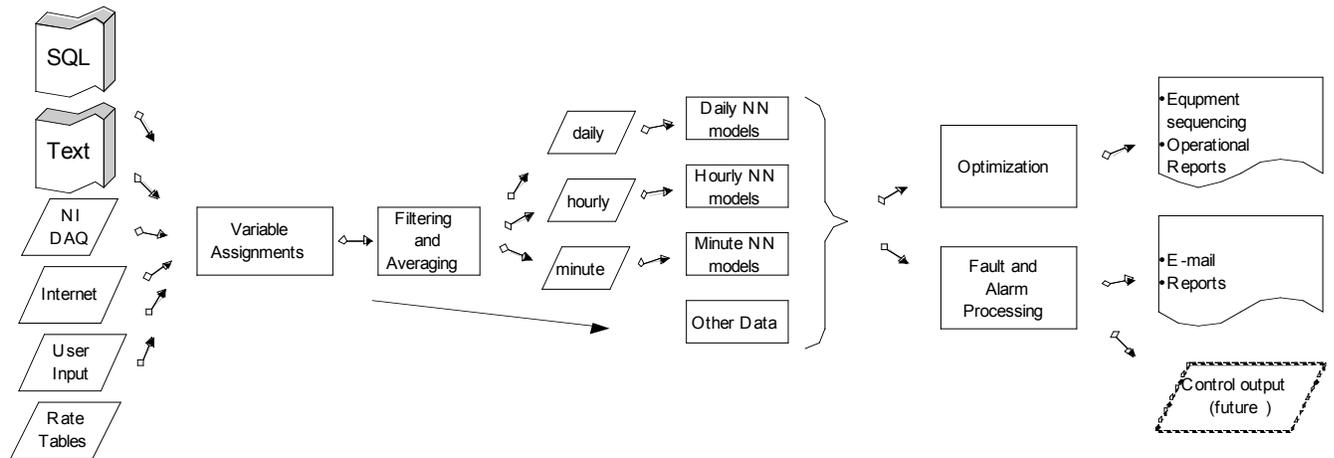 SQL
Text
NI
DAQ
Internet
User
Input
Rate
Tables
Variable
Assignments
Filtering
and
Averaging
daily
hourly
minute
Daily NN
models
Hourly NN
models
Minute NN
models
Other Data
Optimization
Fault and
Alarm
Processing
•Equpment
sequencing
•Operational
Reports
•E-mail
•Reports
Control output
(future )